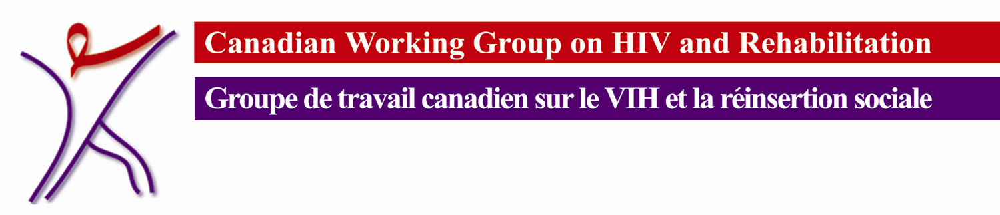 Canadian Working Group on HIV and Rehabilitation
Groupe de travail canadien sur le VIH et la réinsertion sociale